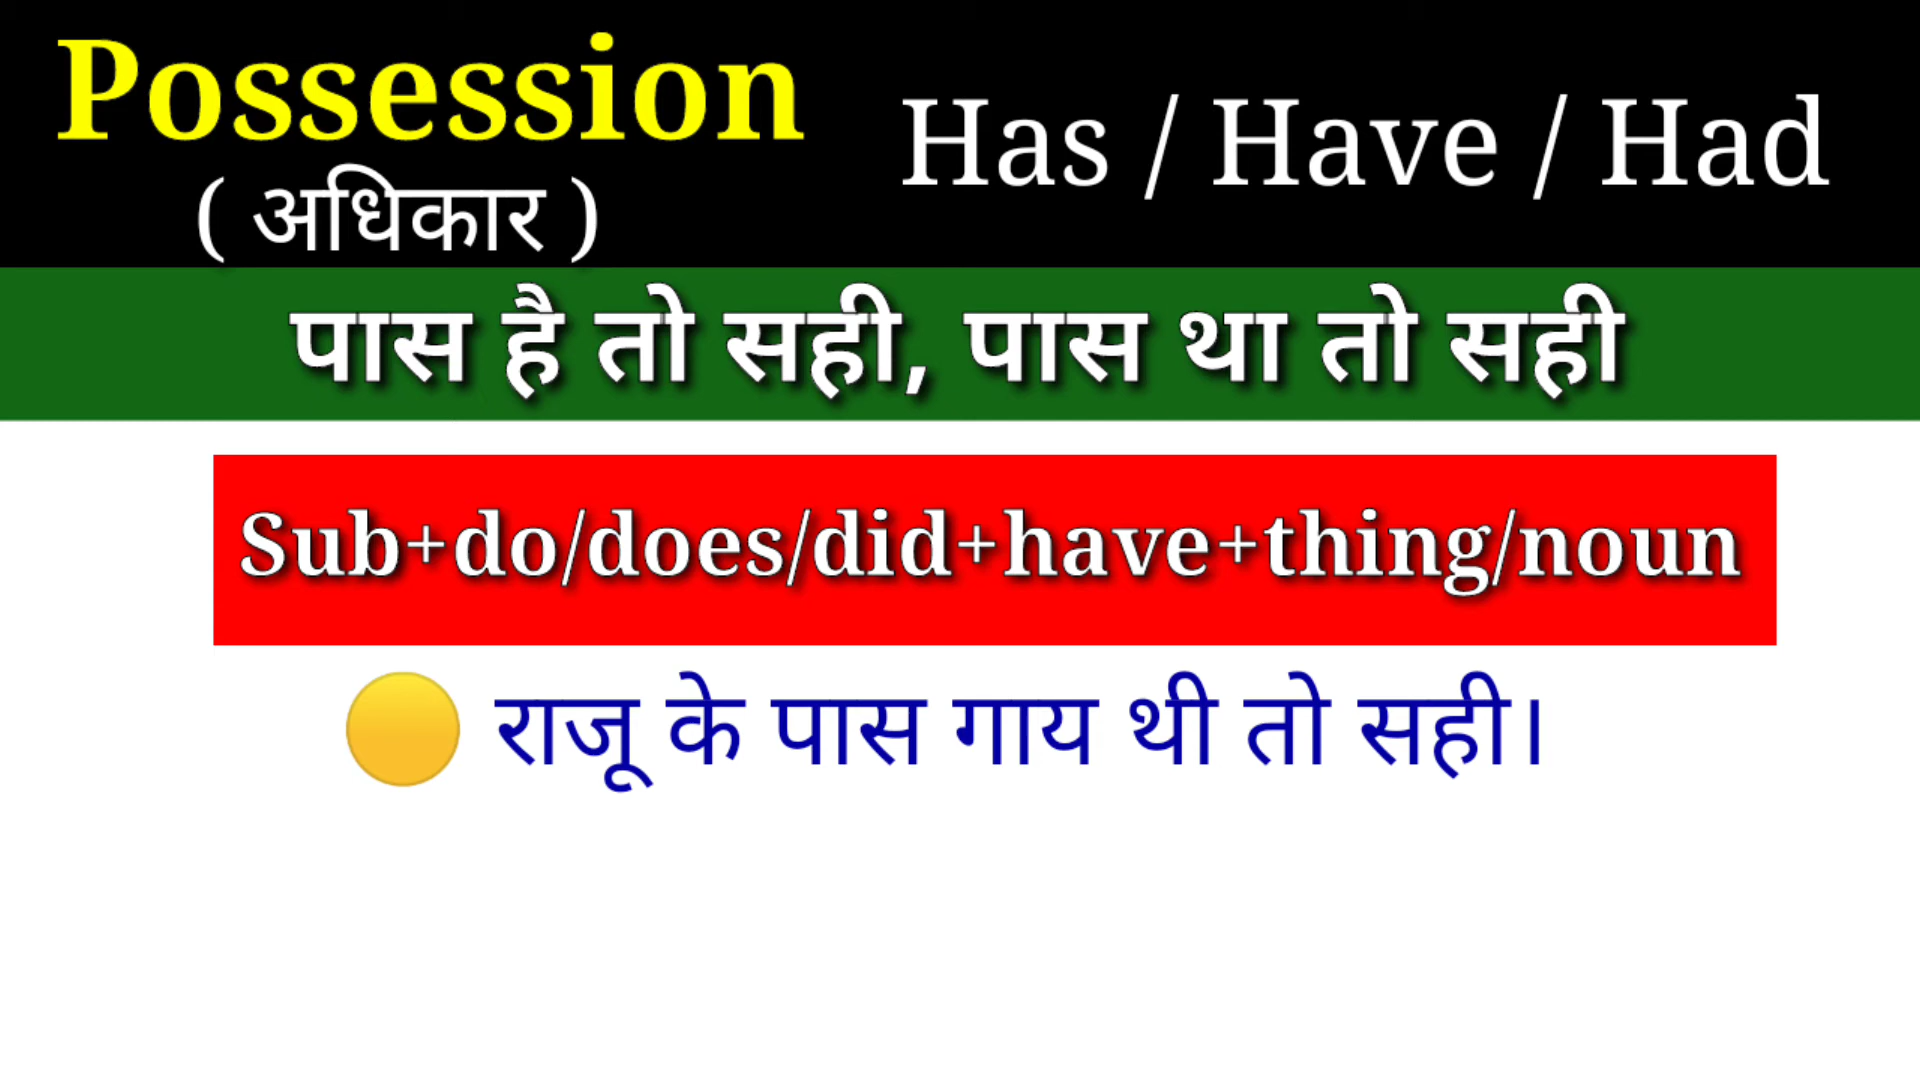 Possession
Has / Have / Had
( अधिकार )
पास है तो सही, पास था तो सही
Sub+do/does/did+have+thing/noun
राजू के पास गाय थी तो सही।